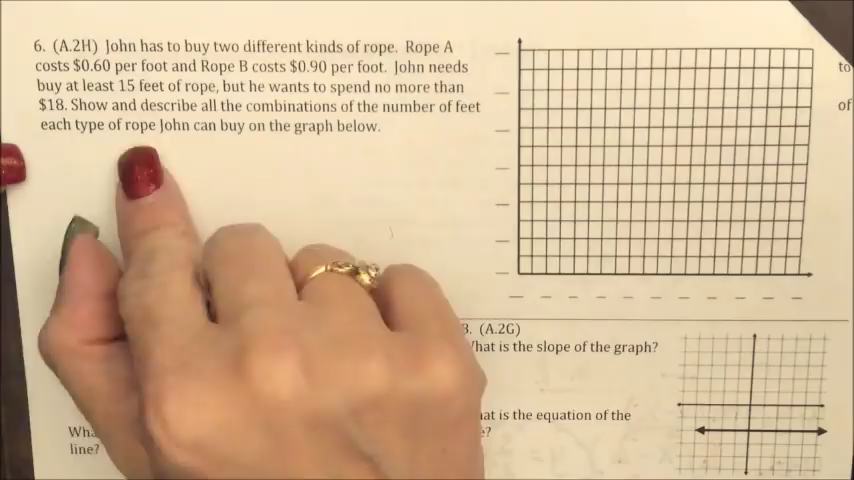 6. (A.2H) John has to buy two different kinds of rope. Rope A
costs $0.60 per foot and Rope B costs $0.90 per foot. John needs
buy at least 15 feet of rope, but he wants to spend no more than
$18. Show and describe all the combinations of the number of feet
each type of rope John can buy on the graph below.
to
of
(A.2G)
hat is the slope of the graph?
at is the equation of the
e?
line?